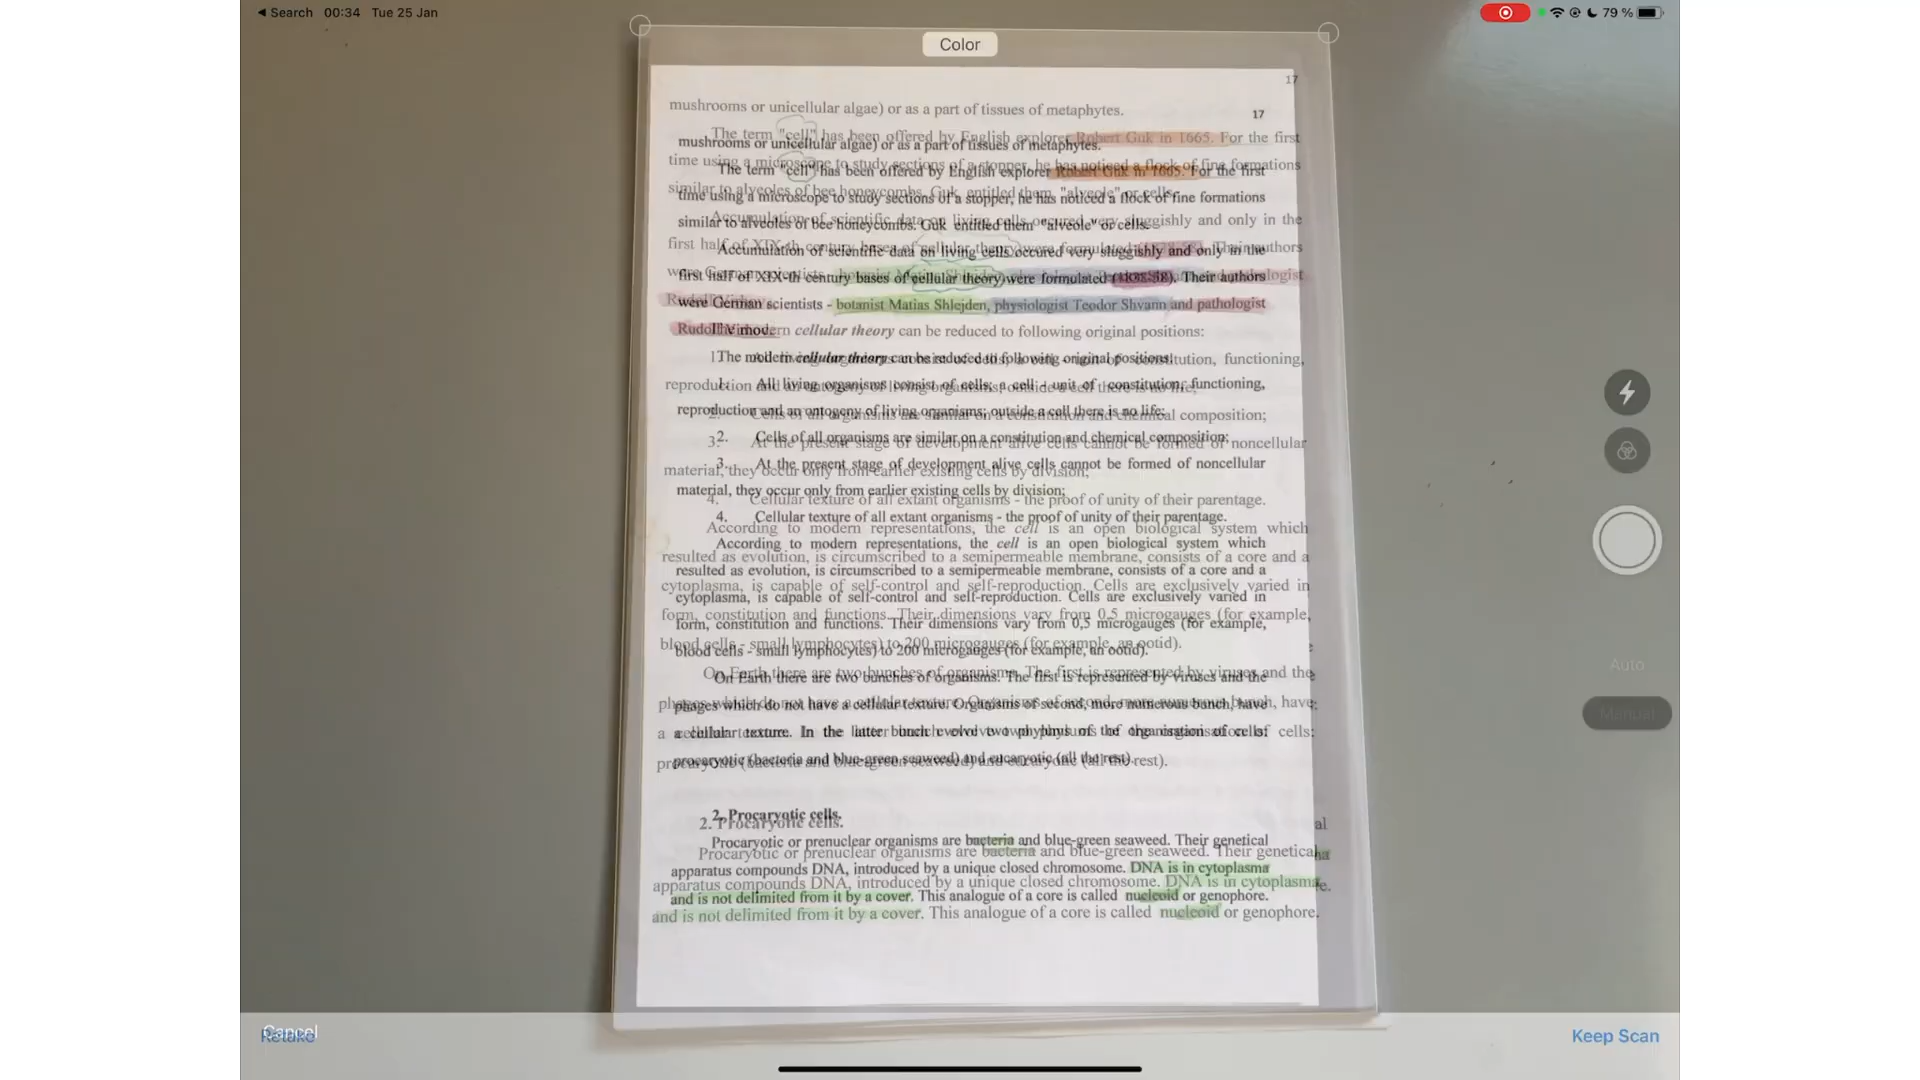 Search 00:34 Tue 25 Jan
79 %
Color
17
17
mushrooms or unicellular algae) or as a part of tissues of metaphytes.
The term "cell" has been offered by English explorer Robert Guk in 1665. For the first
time using a microscope to study sections of a stopper, he has noticed a flock of fine formations
similar to alveoles of bee honeycombs. Guk entitled them "alveole" or cells.
Accumulation of scientific data on living cells occured very sluggishly and only in the
first half of XIX-th century bases of cellular theory were formulated (1838-58). Their authors
were German scientists - botanist Matias Shlejden, physiologist Teodor Shvann and pathologist
Rudolf Virhov.
The modern cellular theory can be reduced to following original positions:
1. All living organisms consist of cells; a cell - unit of constitution, functioning,
reproduction and an ontogeny of living organisms; outside a cell there is no life;
2. Cells of all organisms are similar on a constitution and chemical composition;
3. At the present stage of development alive cells cannot be formed of noncellular
material, they occur only from earlier existing cells by division;
4. Cellular texture of all extant organisms - the proof of unity of their parentage.
According to modern representations, the cell is an open biological system which
resulted as evolution, is circumscribed to a semipermeable membrane, consists of a core and a
cytoplasma, is capable of self-control and self-reproduction. Cells are exclusively varied in
form, constitution and functions. Their dimensions vary from 0,5 microgauges (for example,
blood cells - small lymphocytes) to 200 microgauges (for example, an ootid).
On Earth there are two bunches of organisms. The first is represented by viruses and the
phages which do not have a cellular texture. Organisms of second, more numerous bunch, have
a cellular texture. In the latter bunch evolve two phylums of the organisation of cells:
procaryotic (bacteria and blue-green seaweed) and eucaryotic (all the rest).
2. Procaryotic cells.
Procaryotic or prenuclear organisms are bacteria and blue-green seaweed. Their genetical
apparatus compounds DNA, introduced by a unique closed chromosome. DNA is in cytoplasma
and is not delimited from it by a cover. This analogue of a core is called nucleoid or genophore.
Auto
Manual
Cancel
Retake
Keep Scan